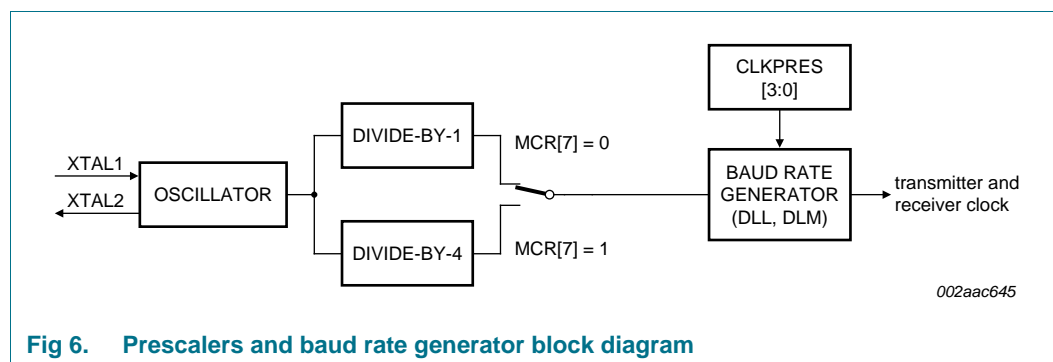 CLKPRES
[3:0]
DIVIDE-BY-1
MCR[7] = 0
XTAL1
XTAL2
OSCILLATOR
BAUD RATE
GENERATOR
(DLL, DLM)
transmitter and
receiver clock
DIVIDE-BY-4
MCR[7] = 1
002aac645
Fig 6. Prescalers and baud rate generator block diagram